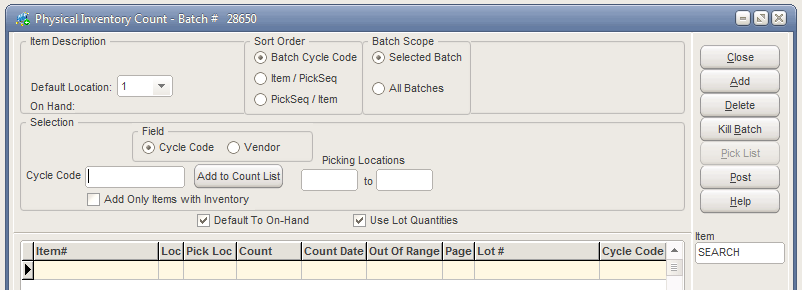 Physical Inventory Count - Batch # 28650
Item Description
Default Location: 1
On Hand:
Sort Order
Batch Cycle Code
Item / PickSeq
PickSeq / Item
Batch Scope
Selected Batch
All Batches
Close
Add
Delete
Kill Batch
Pick List
Post
Help
Selection
Field
Cycle Code Vendor
Cycle Code Add to Count List
Picking Locations
to
Add Only Items with Inventory
Default To On-Hand Use Lot Quantities
Item
SEARCH
Item# Loc Pick Loc Count Count Date Out Of Range Page Lot # Cycle Code